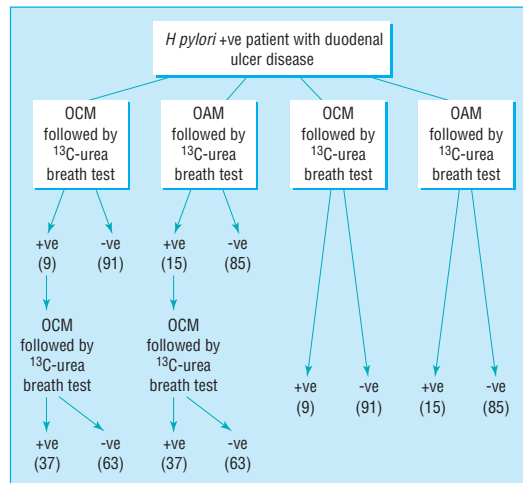 H pylori +ve patient with duodenal
ulcer disease
OCM
followed by
¹³C-urea
breath test
OAM
followed by
¹³C-urea
breath test
OCM
followed by
¹³C-urea
breath test
OAM
followed by
¹³C-urea
breath test
+ve
(9)
-ve
(91)
+ve
(15)
-ve
(85)
OCM
followed by
¹³C-urea
breath test
OCM
followed by
¹³C-urea
breath test
+ve
(9)
-ve
(91)
+ve
(15)
-ve
(85)
+ve
(37)
-ve
(63)
+ve
(37)
-ve
(63)